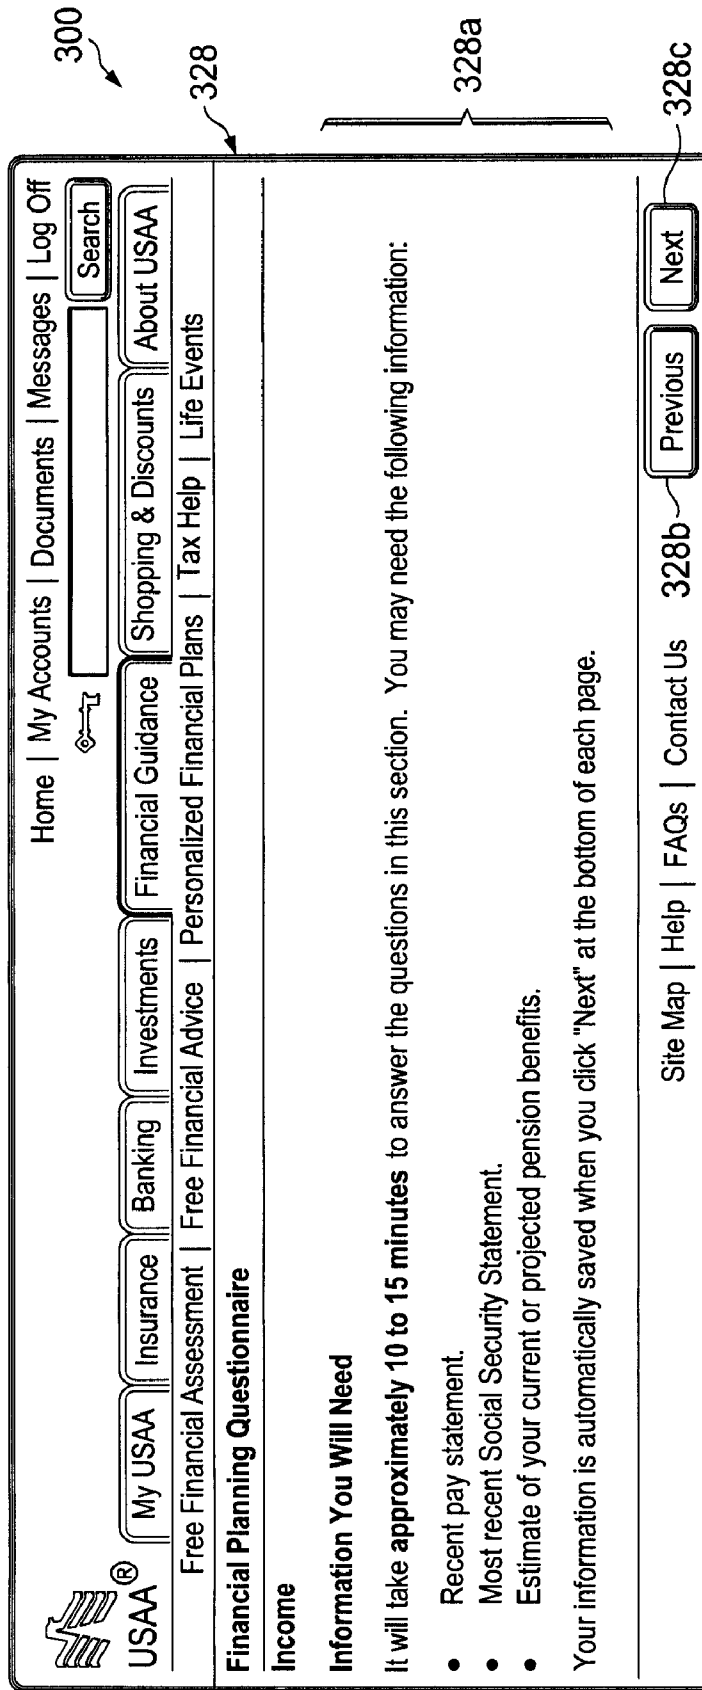 300
328
Home | My Accounts | Documents | Messages | Log Off
Search
USAA®
My USAA Insurance Banking Investments Financial Guidance Shopping & Discounts About USAA
Free Financial Assessment | Free Financial Advice | Personalized Financial Plans | Tax Help | Life Events
Financial Planning Questionnaire
Income
Information You Will Need
It will take approximately 10 to 15 minutes to answer the questions in this section. You may need the following information:
• Recent pay statement.
• Most recent Social Security Statement.
• Estimate of your current or projected pension benefits.
Your information is automatically saved when you click "Next" at the bottom of each page.
328a
Previous Next
Site Map | Help | FAQs | Contact Us
328b
328c